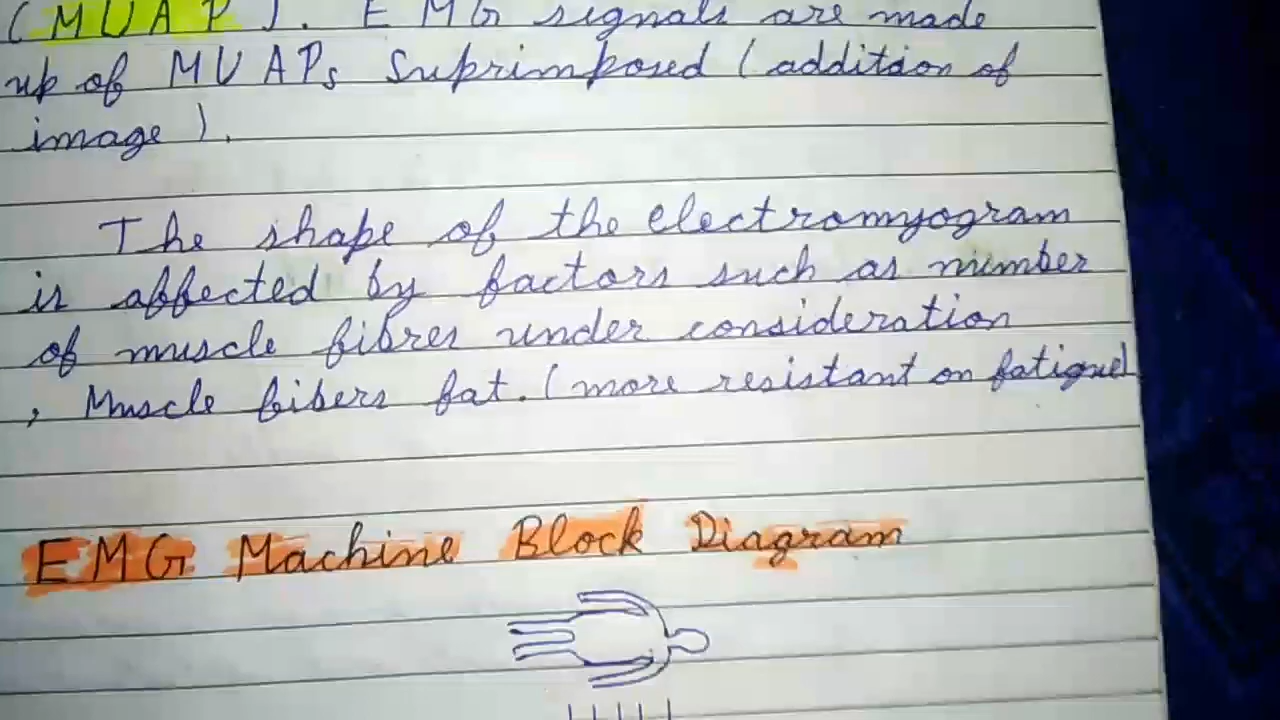 (MUAP). EMG signals are made
up of MUAPs Suprimposed (addition of
image).
The shape of the electromyogram
is affected by factors such as number
of muscle fibres under consideration
, Muscle fibers fat. (more resistant on fatigue)
EMG Machine Block Diagram